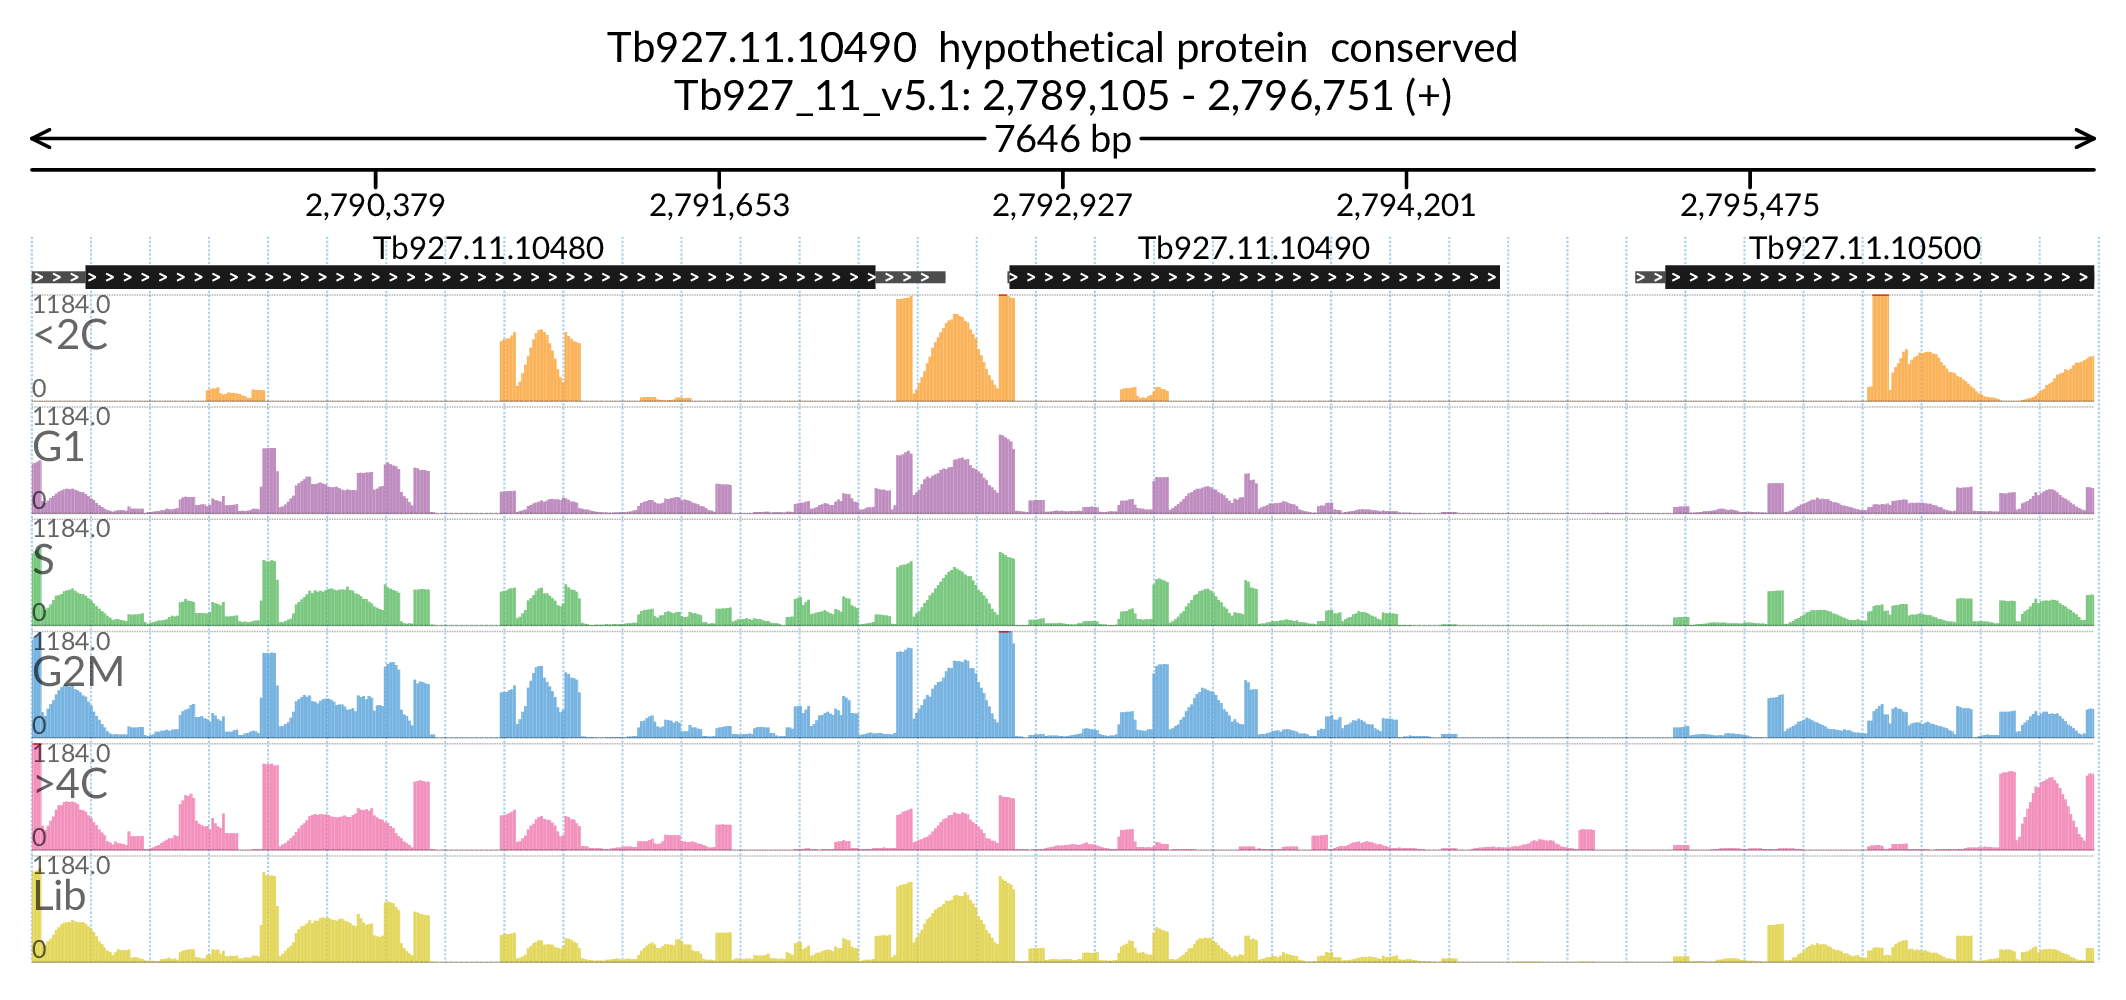 Tb927.11.10490  hypothetical protein  conserved
Tb927_11_v5.1: 2,789,105 - 2,796,751 (+)
7646 bp
2,790,379 2,791,653 2,792,927 2,794,201 2,795,475
Tb927.11.10480 Tb927.11.10490 Tb927.11.10500
1184.0
<2C
0
1184.0
G1
0
1184.0
S
0
1184.0
G2M
0
1184.0
>4C
0
1184.0
Lib
0